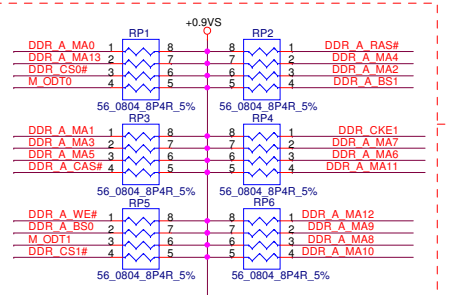 +0.9VS
RP1 RP2
DDR_A_MA0 1 8 8 1 DDR_A_RAS#
DDR_A_MA13 2 7 7 2 DDR_A_MA4
DDR_CS0# 3 6 6 3 DDR_A_MA2
M_ODT0 4 5 5 4 DDR_A_BS1
56_0804_8P4R_5% 56_0804_8P4R_5%
RP3 RP4
DDR_A_MA1 1 8 8 1 DDR_CKE1
DDR_A_MA3 2 7 7 2 DDR_A_MA7
DDR_A_MA5 3 6 6 3 DDR_A_MA6
DDR_A_CAS# 4 5 5 4 DDR_A_MA11
56_0804_8P4R_5% 56_0804_8P4R_5%
RP5 RP6
DDR_A_WE# 1 8 8 1 DDR_A_MA12
DDR_A_BS0 2 7 7 2 DDR_A_MA9
M_ODT1 3 6 6 3 DDR_A_MA8
DDR_CS1# 4 5 5 4 DDR_A_MA10
56_0804_8P4R_5% 56_0804_8P4R_5%